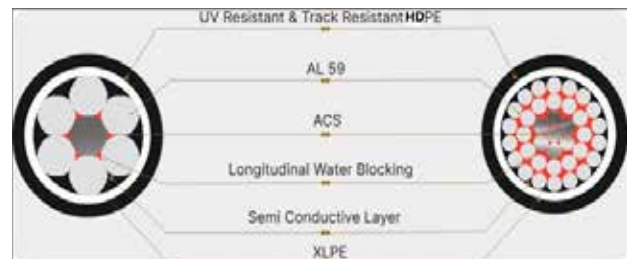 UV Resistant & Track Resistant HDPE
AL 59
ACS
Longitudinal Water Blocking
Semi Conductive Layer
XLPE